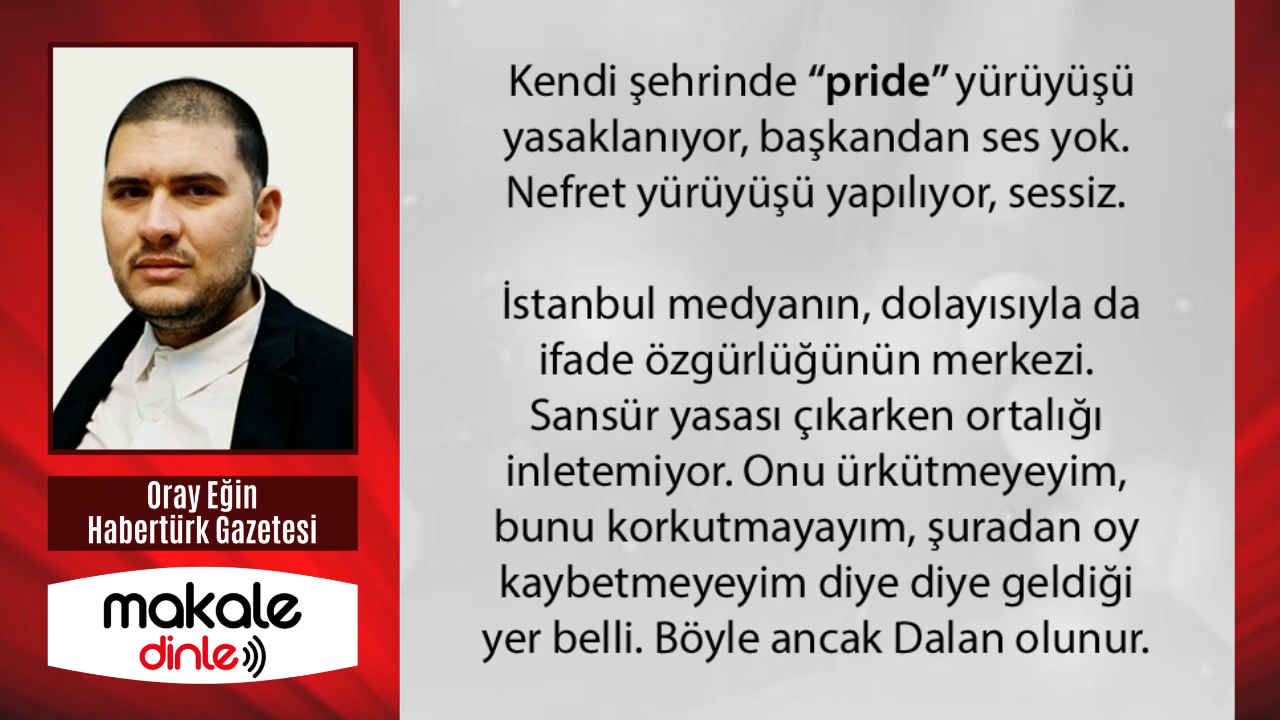 Oray Eğin
Habertürk Gazetesi
makale
dinle
Kendi şehrinde “pride” yürüyüşü
yasaklanıyor, başkandan ses yok.
Nefret yürüyüşü yapılıyor, sessiz.
İstanbul medyanın, dolayısıyla da
ifade özgürlüğünün merkezi.
Sansür yasası çıkarken ortalığı
inletemiyor. Onu ürkütmeyeyim,
bunu korkutmayayım, şuradan oy
kaybetmeyeyim diye diye geldiği
yer belli. Böyle ancak Dalan olunur.